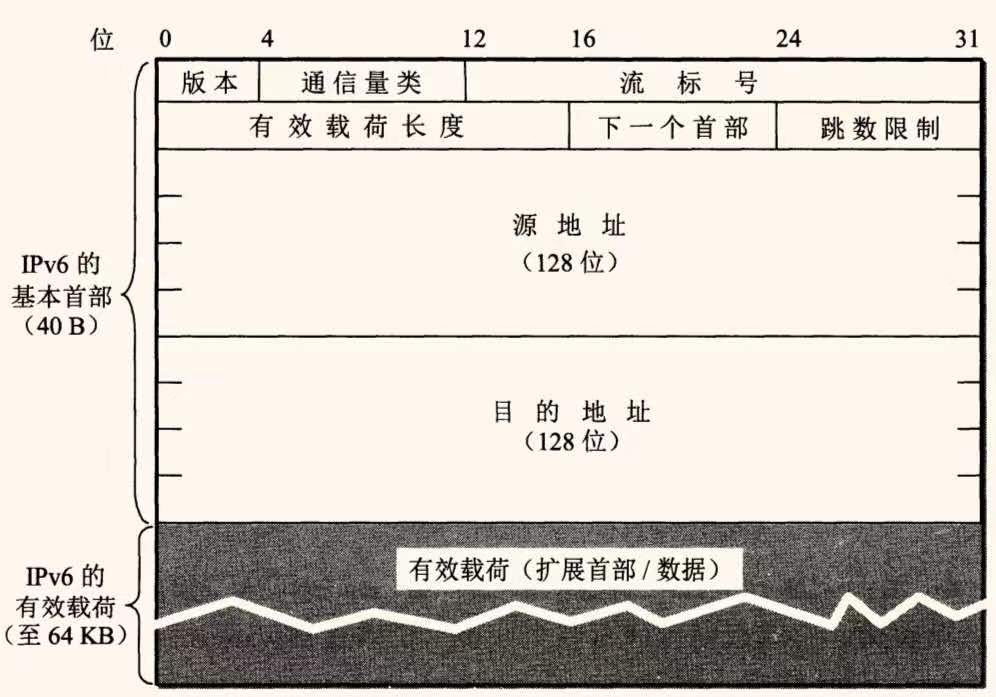 位 0 4 12 16 24 31
版本 通信量类 流标号
有效载荷长度 下一个首部 跳数限制
源地址
（128 位）
IPv6 的
基本首部
（40 B）
目的地址
（128 位）
有效载荷（扩展首部 / 数据）
IPv6 的
有效载荷
（至 64 KB）